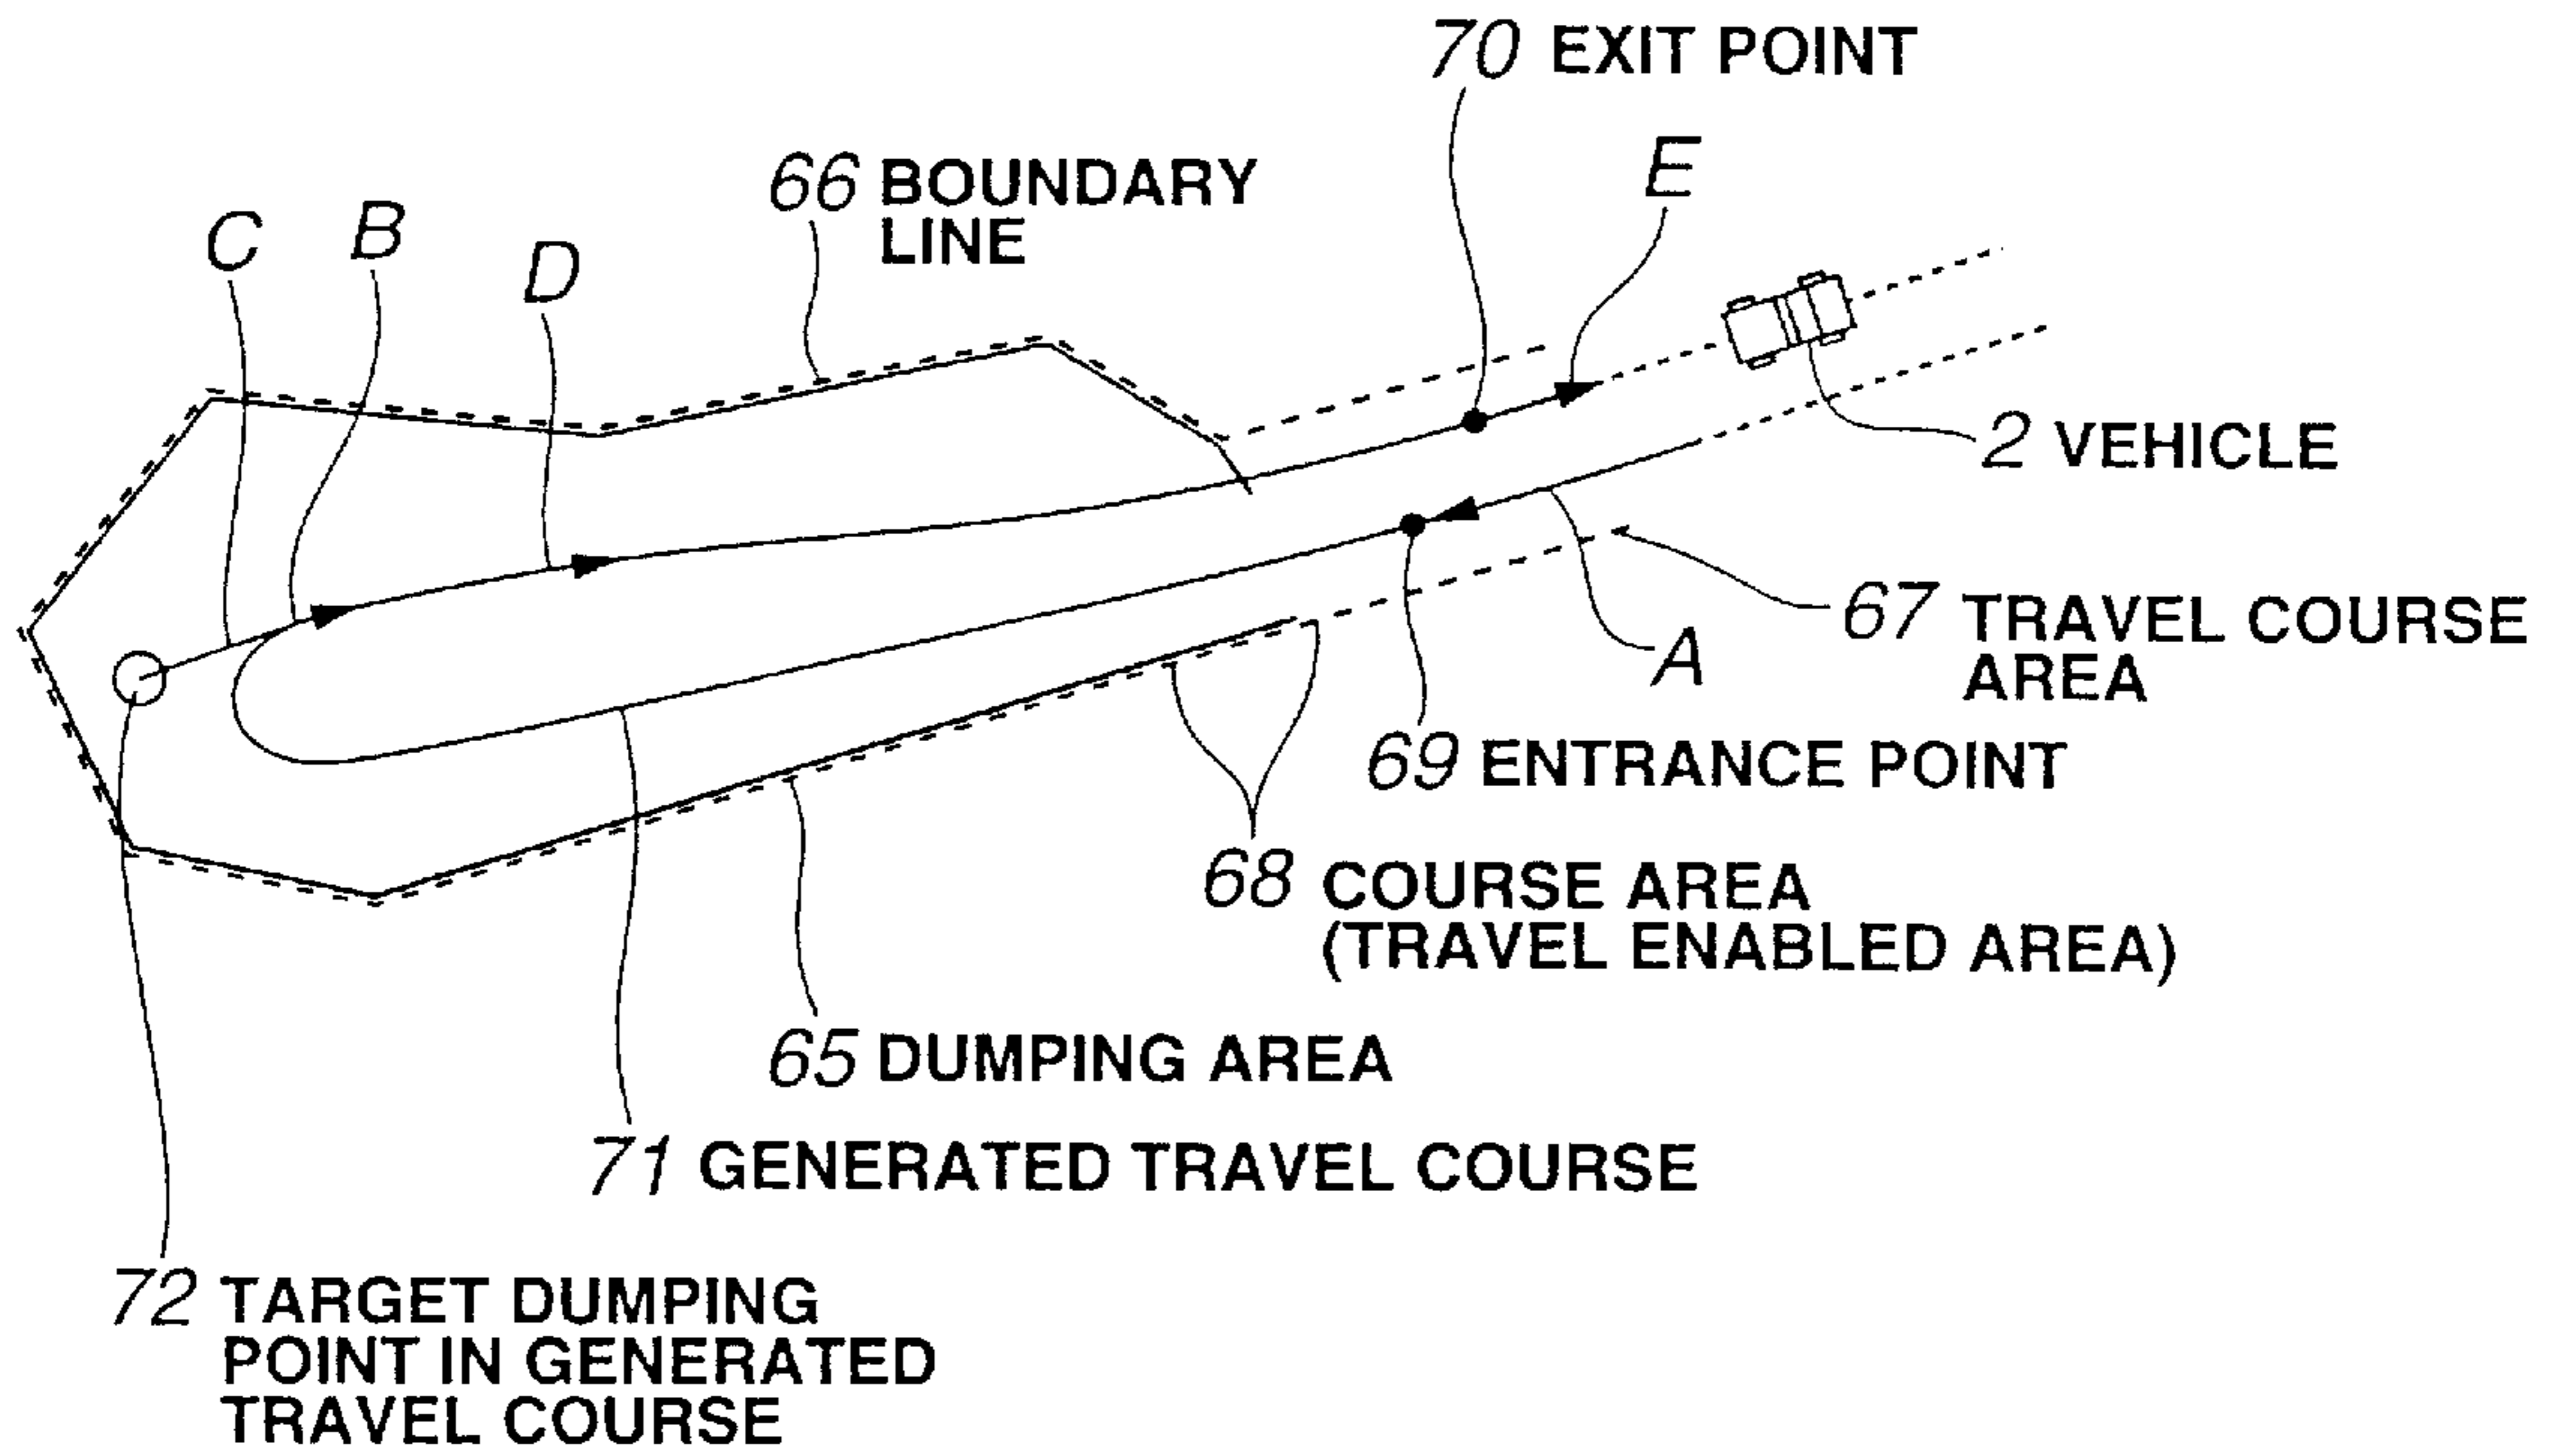 70 EXIT POINT
E
66 BOUNDARY
LINE
C
B
D
2 VEHICLE
67 TRAVEL COURSE
AREA
A
69 ENTRANCE POINT
68 COURSE AREA
(TRAVEL ENABLED AREA)
65 DUMPING AREA
71 GENERATED TRAVEL COURSE
72 TARGET DUMPING
POINT IN GENERATED
TRAVEL COURSE